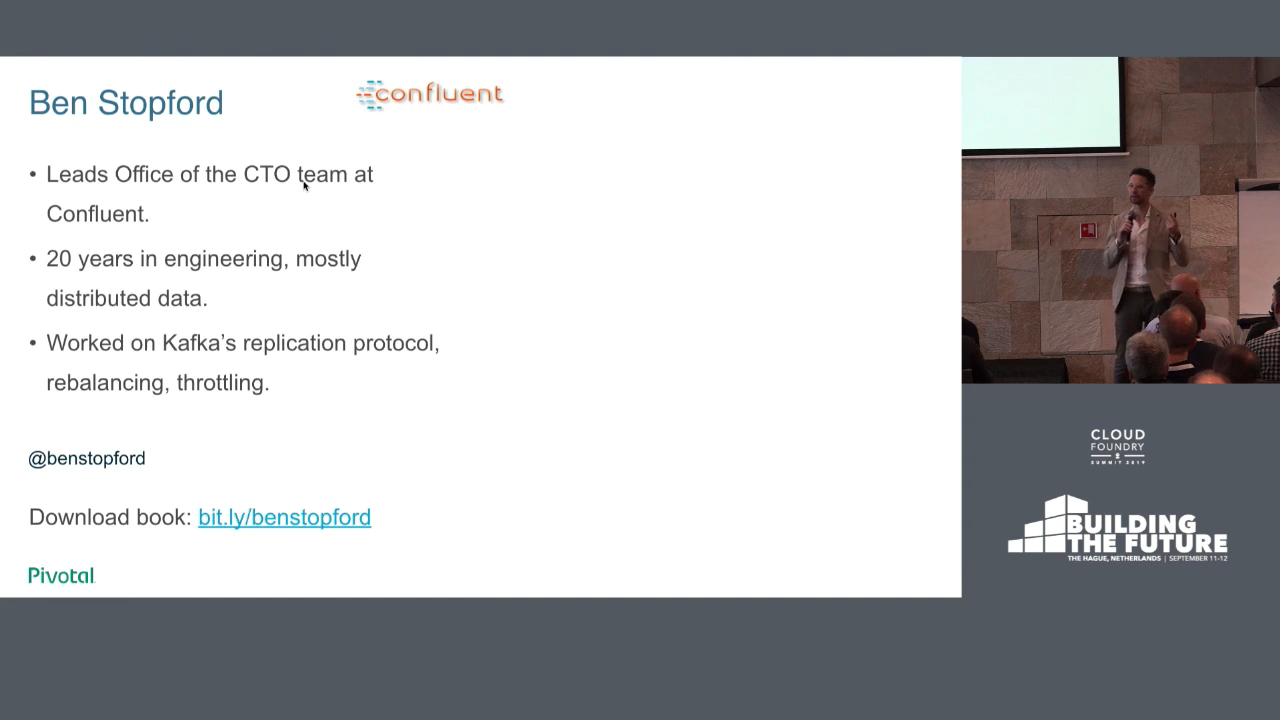 Ben Stopford
confluent
• Leads Office of the CTO team at
Confluent.
• 20 years in engineering, mostly
distributed data.
• Worked on Kafka’s replication protocol,
rebalancing, throttling.
@benstopford
Download book: bit.ly/benstopford
Pivotal
CLOUD
FOUNDRY
SUMMIT 2019
BUILDING
THE FUTURE
THE HAGUE, NETHERLANDS | SEPTEMBER 11-12